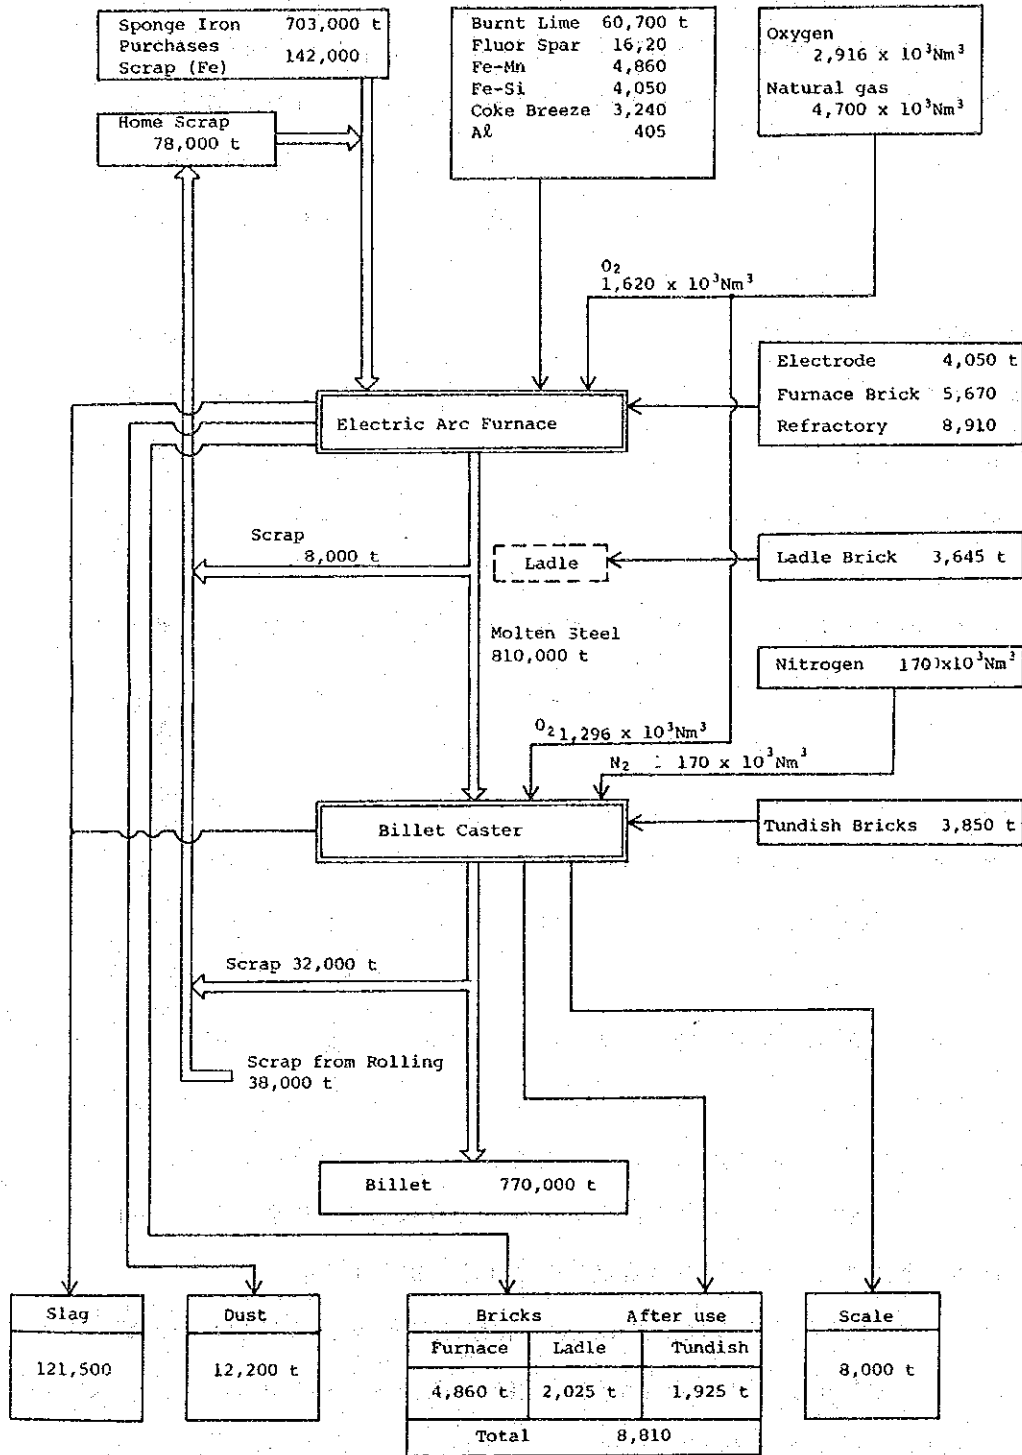 Sponge Iron 703,000 t
Purchases
Scrap (Fe) 142,000
Home Scrap
78,000 t
Burnt Lime 60,700 t
Fluor Spar 16,20
Fe-Mn 4,860
Fe-Si 4,050
Coke Breeze 3,240
Aℓ 405
Oxygen
2,916 x 10³Nm³
Natural gas
4,700 x 10³Nm³
O₂
1,620 x 10³Nm³
Electrode 4,050 t
Furnace Brick 5,670
Refractory 8,910
Electric Arc Furnace
Scrap
8,000 t
Ladle
Ladle Brick 3,645 t
Molten Steel
810,000 t
Nitrogen 170)x10³Nm³
O₂ 1,296 x 10³Nm³
N₂ 170 x 10³Nm³
Billet Caster
Tundish Bricks 3,850 t
Scrap 32,000 t
Scrap from Rolling
38,000 t
Billet 770,000 t
Slag
121,500
Dust
12,200 t
Bricks After use
Furnace Ladle Tundish
4,860 t 2,025 t 1,925 t
Total 8,810
Scale
8,000 t